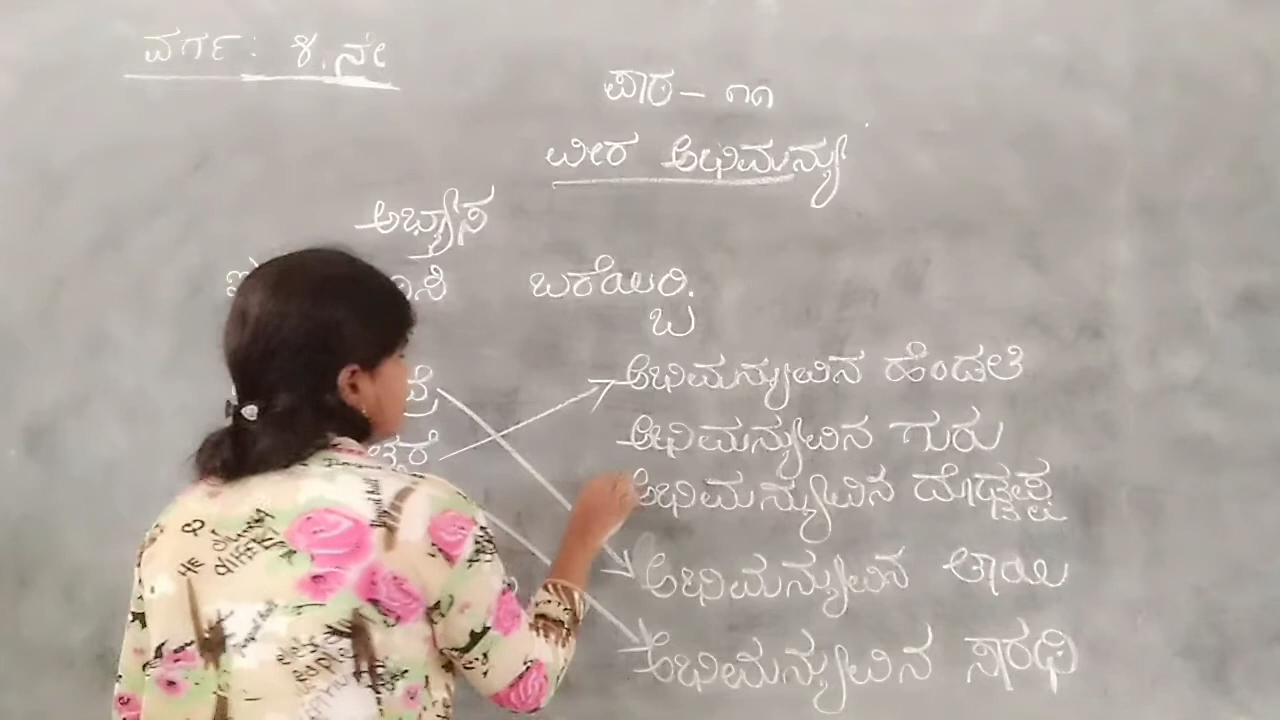 ವರ್ಗ: ೪.ನೇ
ಪಾಠ - ೧೧
ವೀರ ಅಭಿಮನ್ಯು
ಅಭ್ಯಾಸ
ಬರೆಯಿರಿ.
ಬ
ಅಭಿಮನ್ಯುವಿನ ಹೆಂಡತಿ
ಅಭಿಮನ್ಯುವಿನ ಗುರು
ಅಭಿಮನ್ಯುವಿನ ದೊಡ್ಡಪ್ಪ
ಅಭಿಮನ್ಯುವಿನ ತಾಯಿ
ಅಭಿಮನ್ಯುವಿನ ಸಾರಥಿ